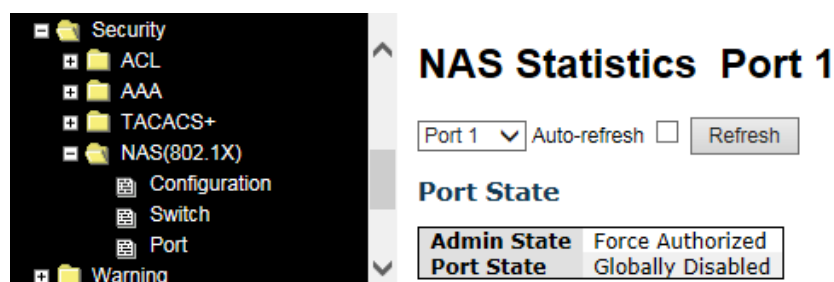 Security
ACL
AAA
TACACS+
NAS(802.1X)
Configuration
Switch
Port
Warning
NAS Statistics Port 1
Port 1 Auto-refresh Refresh
Port State
Admin State Force Authorized
Port State Globally Disabled